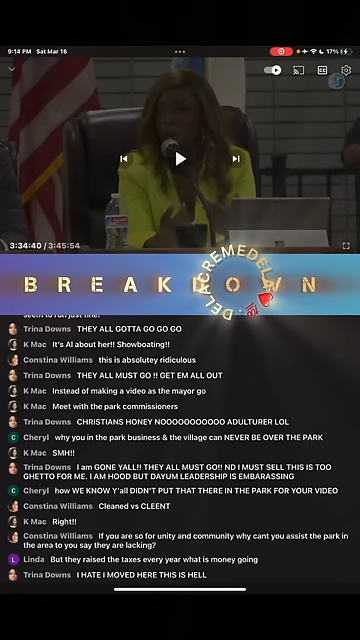 9:14 PM Sat Mar 16
17%
CC
3:34:40 / 3:45:54
BREAKDOWN
DELACREMEDELA
seem to run just fine!
Trina Downs THEY ALL GOTTA GO GO GO
K Mac It's Al about her!! Showboating!!
Constina Williams this is absolutey ridiculous
Trina Downs THEY ALL MUST GO !! GET EM ALL OUT
K Mac Instead of making a video as the mayor go
K Mac Meet with the park commissioners
Trina Downs CHRISTIANS HONEY NOOOOOOOOOOO ADULTURER LOL
C Cheryl why you in the park business & the village can NEVER BE OVER THE PARK
K Mac SMH!!
Trina Downs I am GONE YALL!! THEY ALL MUST GO!! ND I MUST SELL THIS IS TOO
GHETTO FOR ME. I AM HOOD BUT DAYUM LEADERSHIP IS EMBARASSING
C Cheryl how WE KNOW Y'all DIDN'T PUT THAT THERE IN THE PARK FOR YOUR VIDEO
Constina Williams Cleaned vs CLEENT
K Mac Right!!
Constina Williams If you are so for unity and community why cant you assist the park in
the area to you say they are lacking?
L Linda But they raised the taxes every year what is money going
Trina Downs I HATE I MOVED HERE THIS IS HELL